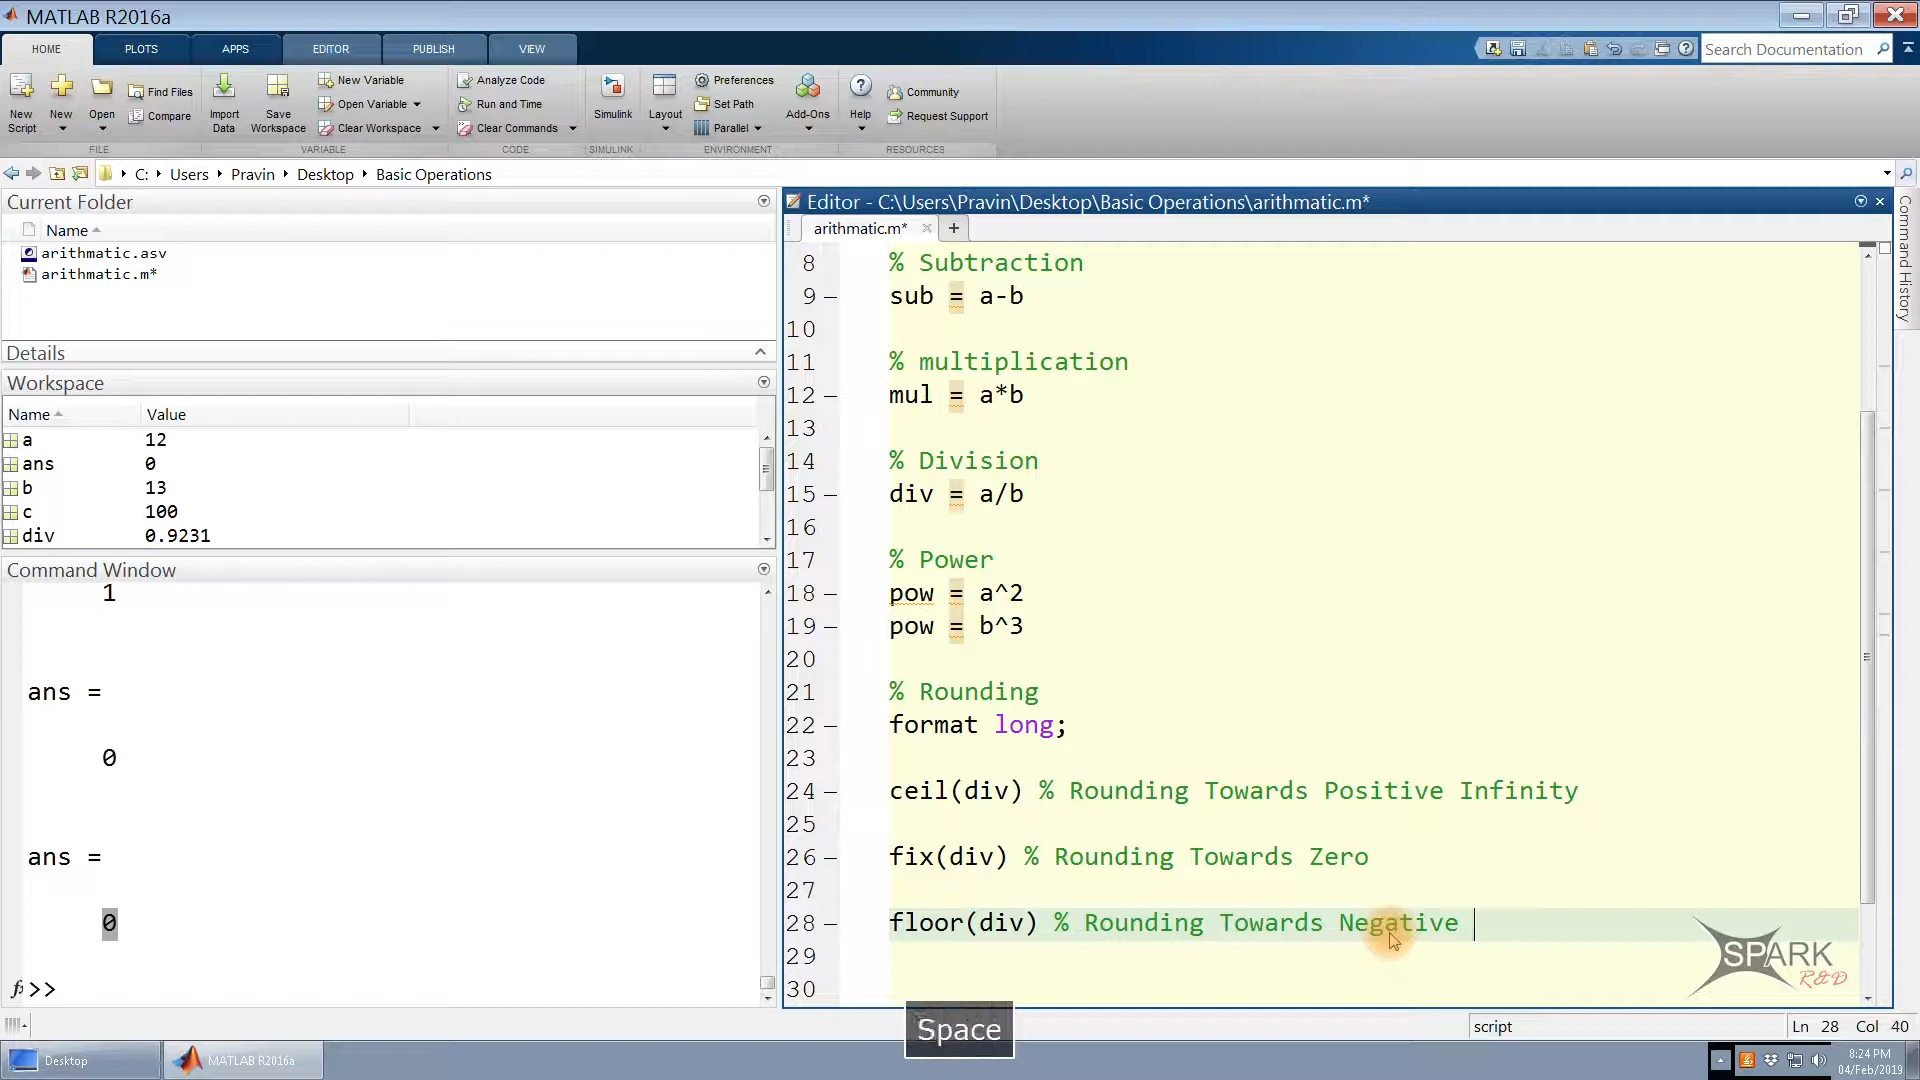 MATLAB R2016a
HOME PLOTS APPS EDITOR PUBLISH VIEW
Search Documentation
New Script
New
Open
Find Files
Compare
FILE
Import Data
Save Workspace
New Variable
Open Variable
Clear Workspace
VARIABLE
Analyze Code
Run and Time
Clear Commands
CODE
Simulink
SIMULINK
Layout
Preferences
Set Path
Parallel
Add-Ons
ENVIRONMENT
Help
Community
Request Support
RESOURCES
C: Users Pravin Desktop Basic Operations
Current Folder
Name
arithmatic.asv
arithmatic.m*
Details
Workspace
Name Value
a 12
ans 0
b 13
c 100
div 0.9231
Command Window
1
ans =
0
ans =
0
fx >>
Editor - C:\Users\Pravin\Desktop\Basic Operations\arithmatic.m*
arithmatic.m*
8 % Subtraction
9 – sub = a-b
10
11 % multiplication
12 – mul = a*b
13
14 % Division
15 – div = a/b
16
17 % Power
18 – pow = a^2
19 – pow = b^3
20
21 % Rounding
22 – format long;
23
24 – ceil(div) % Rounding Towards Positive Infinity
25
26 – fix(div) % Rounding Towards Zero
27
28 – floor(div) % Rounding Towards Negative
29
30
Command History
SPARK
R&D
Space
script Ln 28 Col 40
Desktop
MATLAB R2016a
8:24 PM
04/Feb/2019